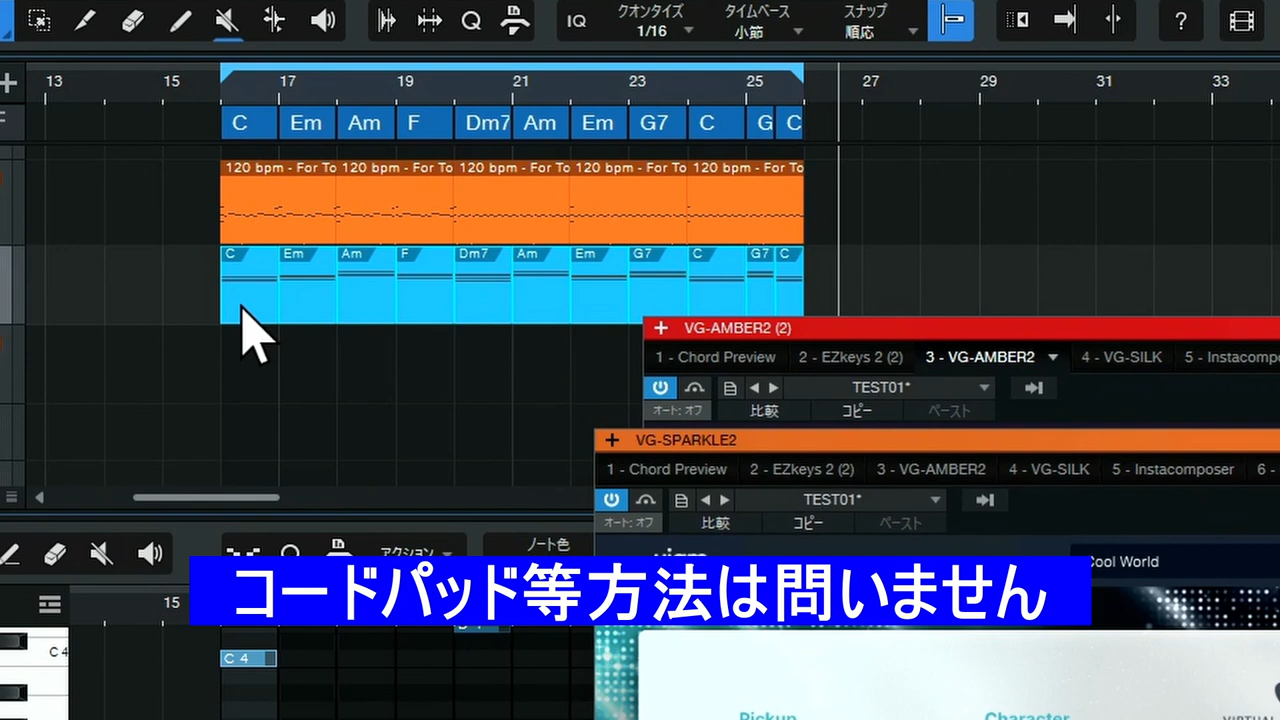 IQ
クオンタイズ
1/16
タイムベース
小節
スナップ
順応
?
13 15 17 19 21 23 25 27 29 31 33
C Em Am F Dm7 Am Em G7 C G C
120 bpm - For To 120 bpm - For To 120 bpm - For To 120 bpm - For To 120 bpm - For To
C Em Am F Dm7 Am Em G7 C G7 C
VG-AMBER2 (2)
1 - Chord Preview 2 - EZkeys 2 (2) 3 - VG-AMBER2 4 - VG-SILK 5 - Instacompo
TEST01*
オート: オフ 比較 コピー ペースト
VG-SPARKLE2
1 - Chord Preview 2 - EZkeys 2 (2) 3 - VG-AMBER2 4 - VG-SILK 5 - Instacomposer 6 -
TEST01*
オート: オフ 比較 コピー ペースト
アクション
ノート色
Cool World
コードパッド等方法は問いません
15
C 4
C 4
Pickup Character